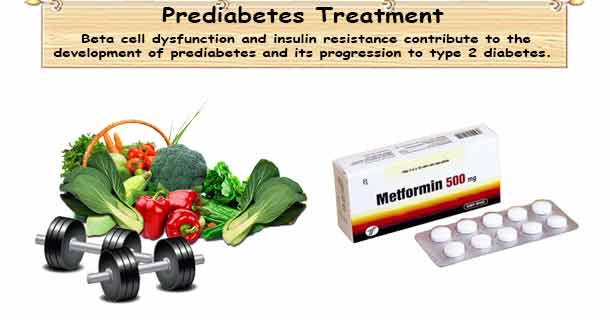 Prediabetes Treatment
Beta cell dysfunction and insulin resistance contribute to the
development of prediabetes and its progression to type 2 diabetes.
Metformin 500 mg